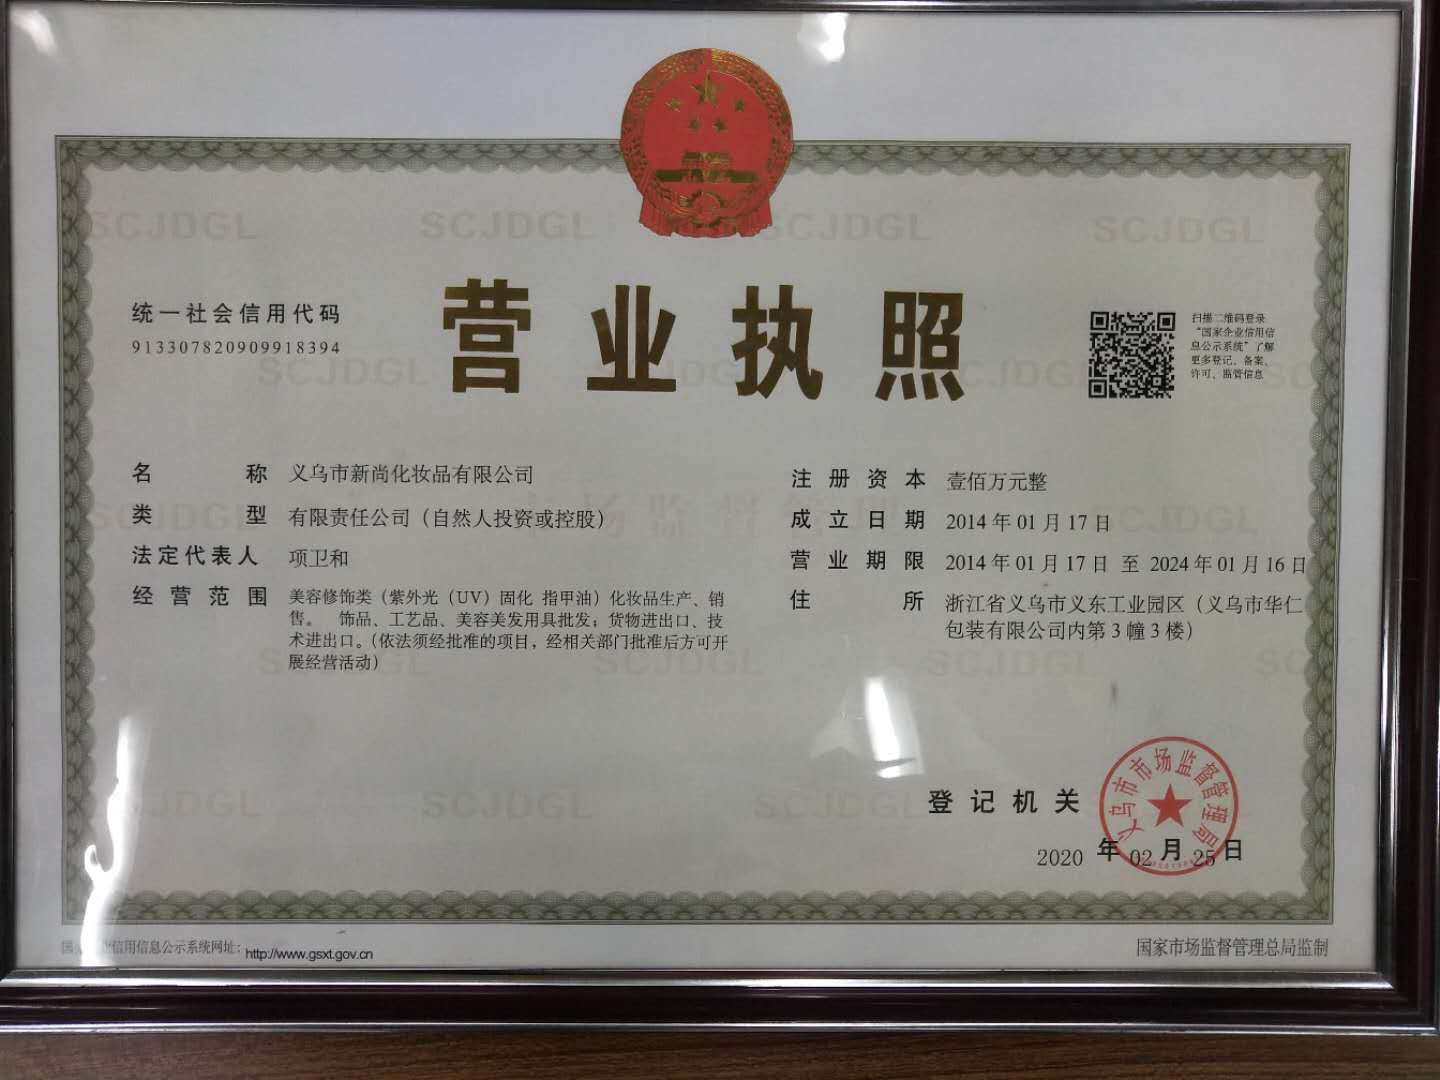 统一社会信用代码
913307820909918394
营业执照
扫描二维码登录
“国家企业信用信
息公示系统”了解
更多登记、备案、
许可、监管信息
名称 义乌市新尚化妆品有限公司
类型 有限责任公司（自然人投资或控股）
法定代表人 项卫和
经营范围 美容修饰类（紫外光（UV）固化 指甲油）化妆品生产、销
售。 饰品、工艺品、美容美发用具批发；货物进出口、技
术进出口。（依法须经批准的项目，经相关部门批准后方可开
展经营活动）
注册资本 壹佰万元整
成立日期 2014年01月17日
营业期限 2014年01月17日 至 2024年01月16日
住所 浙江省义乌市义东工业园区（义乌市华仁
包装有限公司内第3幢3楼）
登记机关
义乌市市场监督管理局
2020年02月25日
业信用信息公示系统网址：http://www.gsxt.gov.cn
国家市场监督管理总局监制